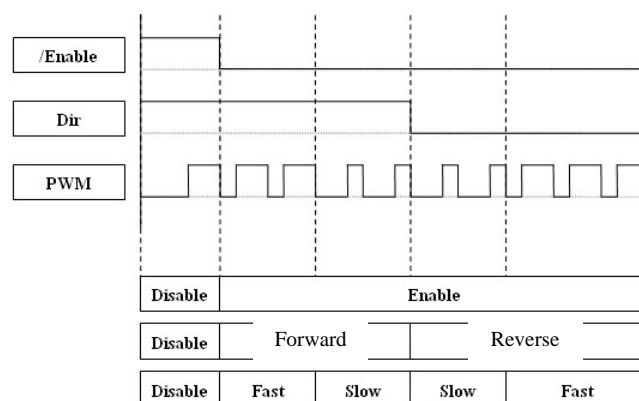 /Enable
Dir
PWM
Disable Enable
Disable Forward Reverse
Disable Fast Slow Slow Fast